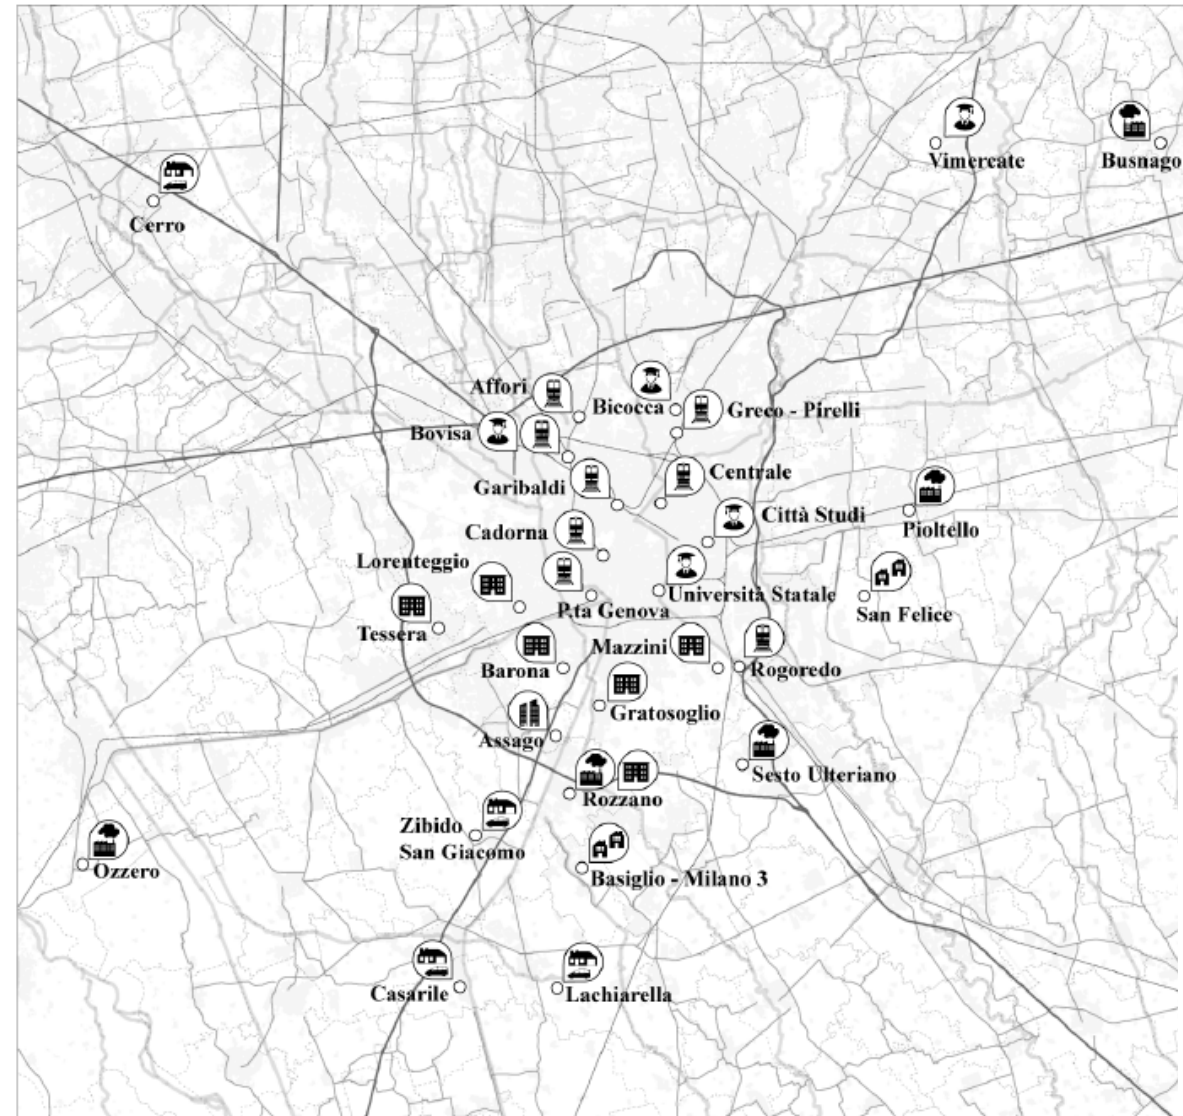 Vimercate
Busnago
Cerro
Affori
Bicocca
Greco - Pirelli
Bovisa
Centrale
Garibaldi
Città Studi
Pioltello
Cadorna
Lorenteggio
Università Statale
P.ta Genova
San Felice
Tessera
Mazzini
Barona
Rogoredo
Gratosoglio
Assago
Sesto Ulteriano
Rozzano
Zibido
San Giacomo
Ozzero
Basiglio - Milano 3
Casarile
Lachiarella